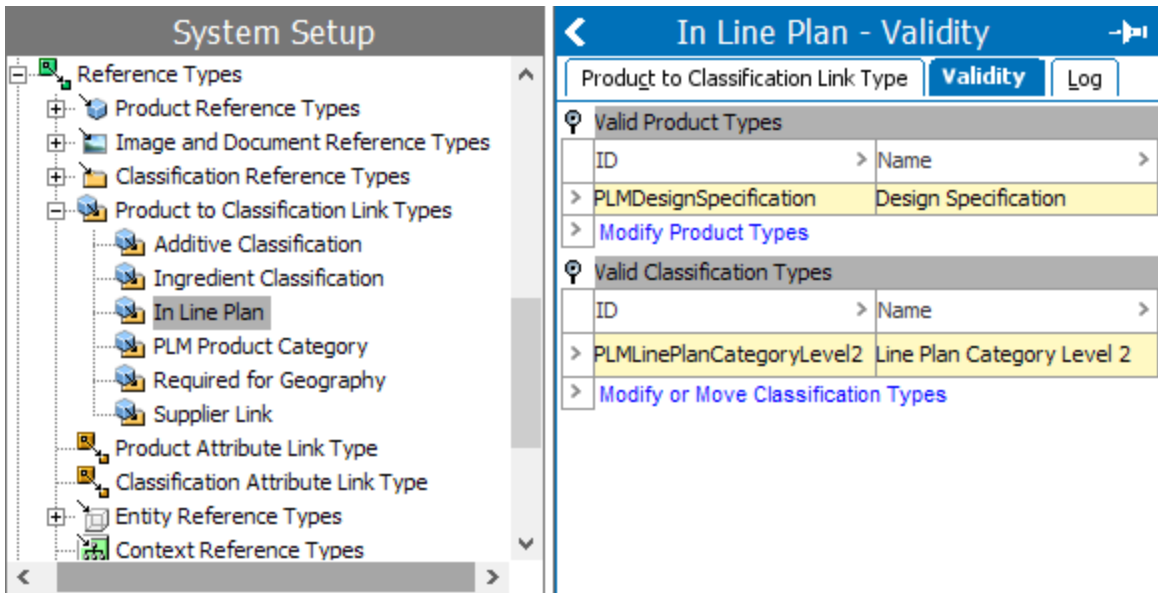 System Setup
Reference Types
Product Reference Types
Image and Document Reference Types
Classification Reference Types
Product to Classification Link Types
Additive Classification
Ingredient Classification
In Line Plan
PLM Product Category
Required for Geography
Supplier Link
Product Attribute Link Type
Classification Attribute Link Type
Entity Reference Types
Context Reference Types
In Line Plan - Validity
Product to Classification Link Type Validity Log
Valid Product Types
ID > Name >
> PLMDesignSpecification Design Specification
> Modify Product Types
Valid Classification Types
ID > Name >
> PLMLinePlanCategoryLevel2 Line Plan Category Level 2
> Modify or Move Classification Types